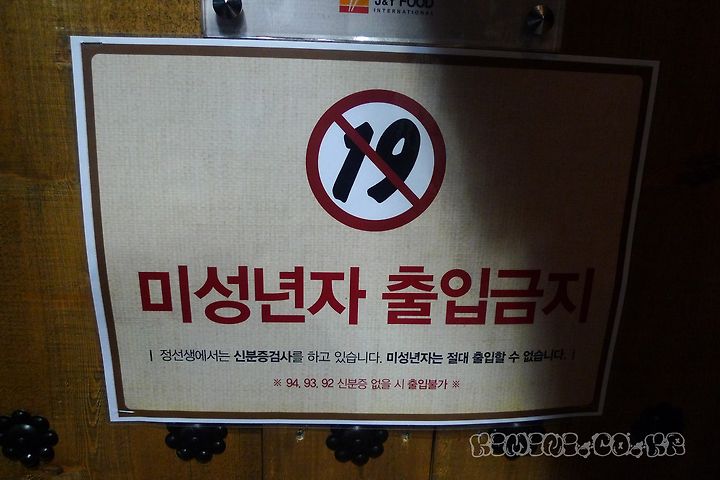 J&Y FOOD
INTERNATIONAL
19
미성년자 출입금지
| 정선생에서는 신분증검사를 하고 있습니다. 미성년자는 절대 출입할 수 없습니다. |
※ 94, 93, 92 신분증 없을 시 출입불가 ※
KIMINI.CO.KR